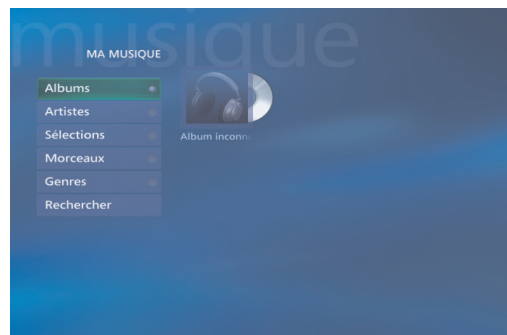 musique
MA MUSIQUE
Albums
Artistes
Sélections
Morceaux
Genres
Rechercher
Album inconn